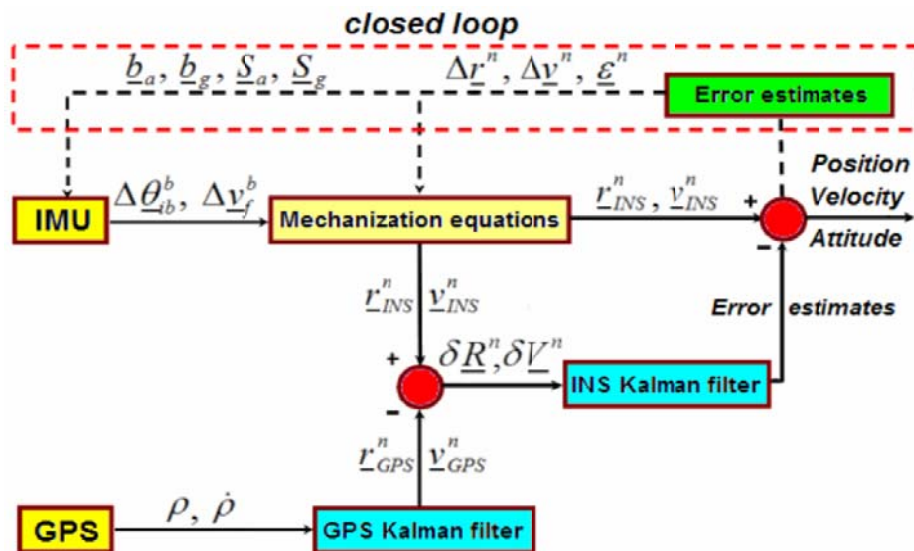 closed loop
b_a, b_g, S_a, S_g
Δr^n, Δv^n, ε^n
Error estimates
Position
Velocity
Attitude
IMU
Δθ^b_ib, Δv^b_f
Mechanization equations
r^n_INS, v^n_INS
+
-
r^n_INS v^n_INS
Error estimates
+
-
δR^n, δV^n
INS Kalman filter
r^n_GPS v^n_GPS
GPS
ρ, ρ̇
GPS Kalman filter